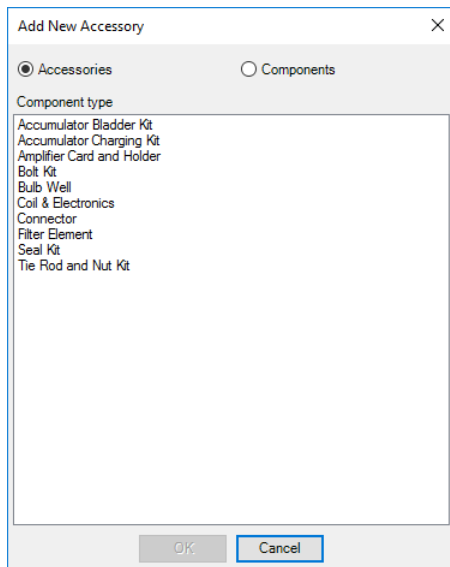 Add New Accessory
Accessories Components
Component type
Accumulator Bladder Kit
Accumulator Charging Kit
Amplifier Card and Holder
Bolt Kit
Bulb Well
Coil & Electronics
Connector
Filter Element
Seal Kit
Tie Rod and Nut Kit
OK Cancel